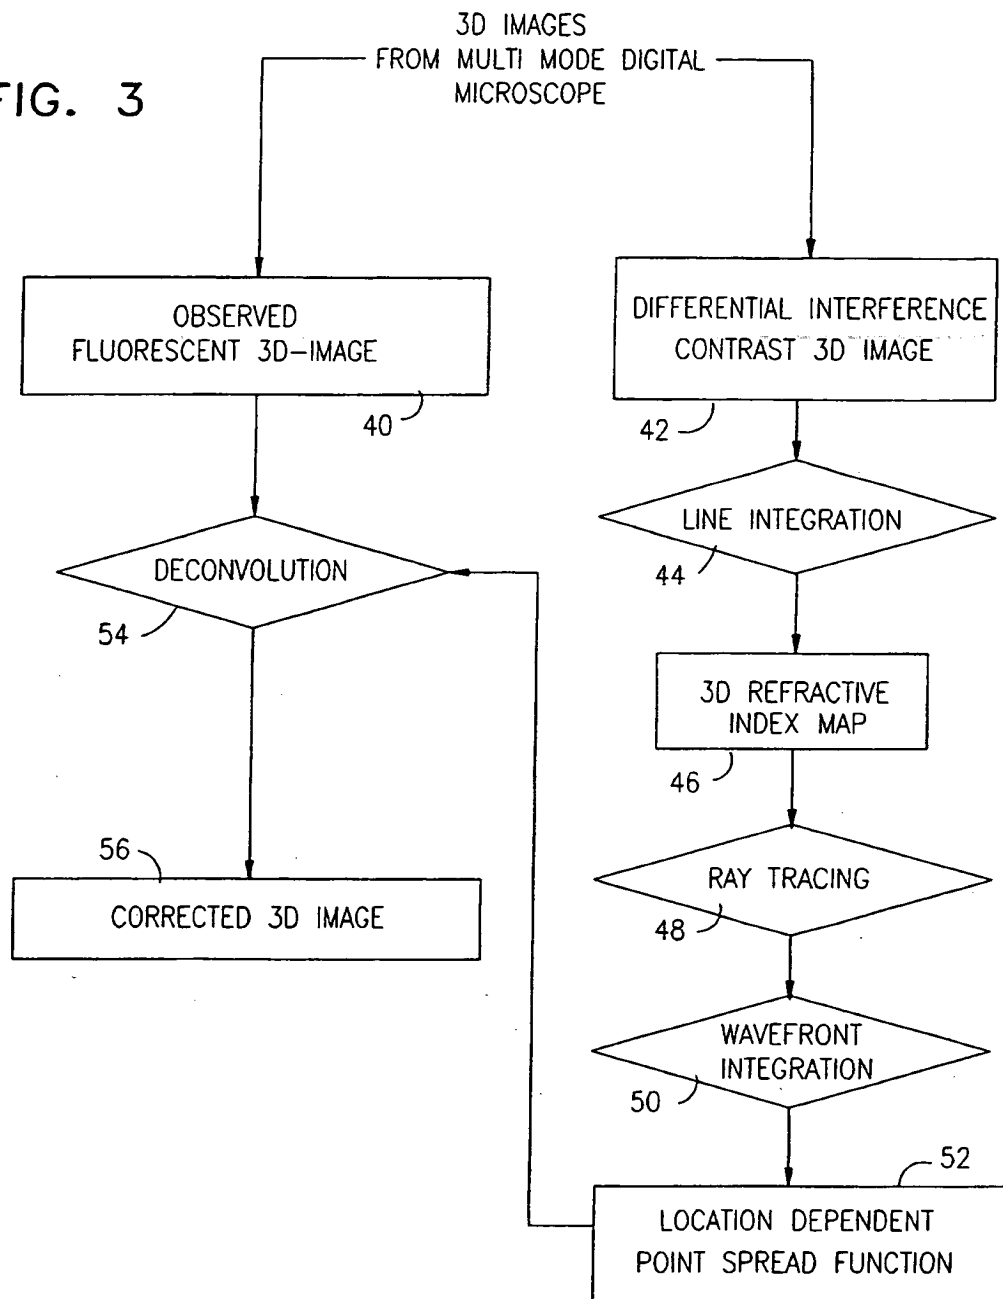 3D IMAGES
FROM MULTI MODE DIGITAL
MICROSCOPE
FIG. 3
OBSERVED
FLUORESCENT 3D-IMAGE
40
DIFFERENTIAL INTERFERENCE
CONTRAST 3D IMAGE
42
LINE INTEGRATION
44
DECONVOLUTION
54
3D REFRACTIVE
INDEX MAP
46
56
CORRECTED 3D IMAGE
RAY TRACING
48
WAVEFRONT
INTEGRATION
50
52
LOCATION DEPENDENT
POINT SPREAD FUNCTION